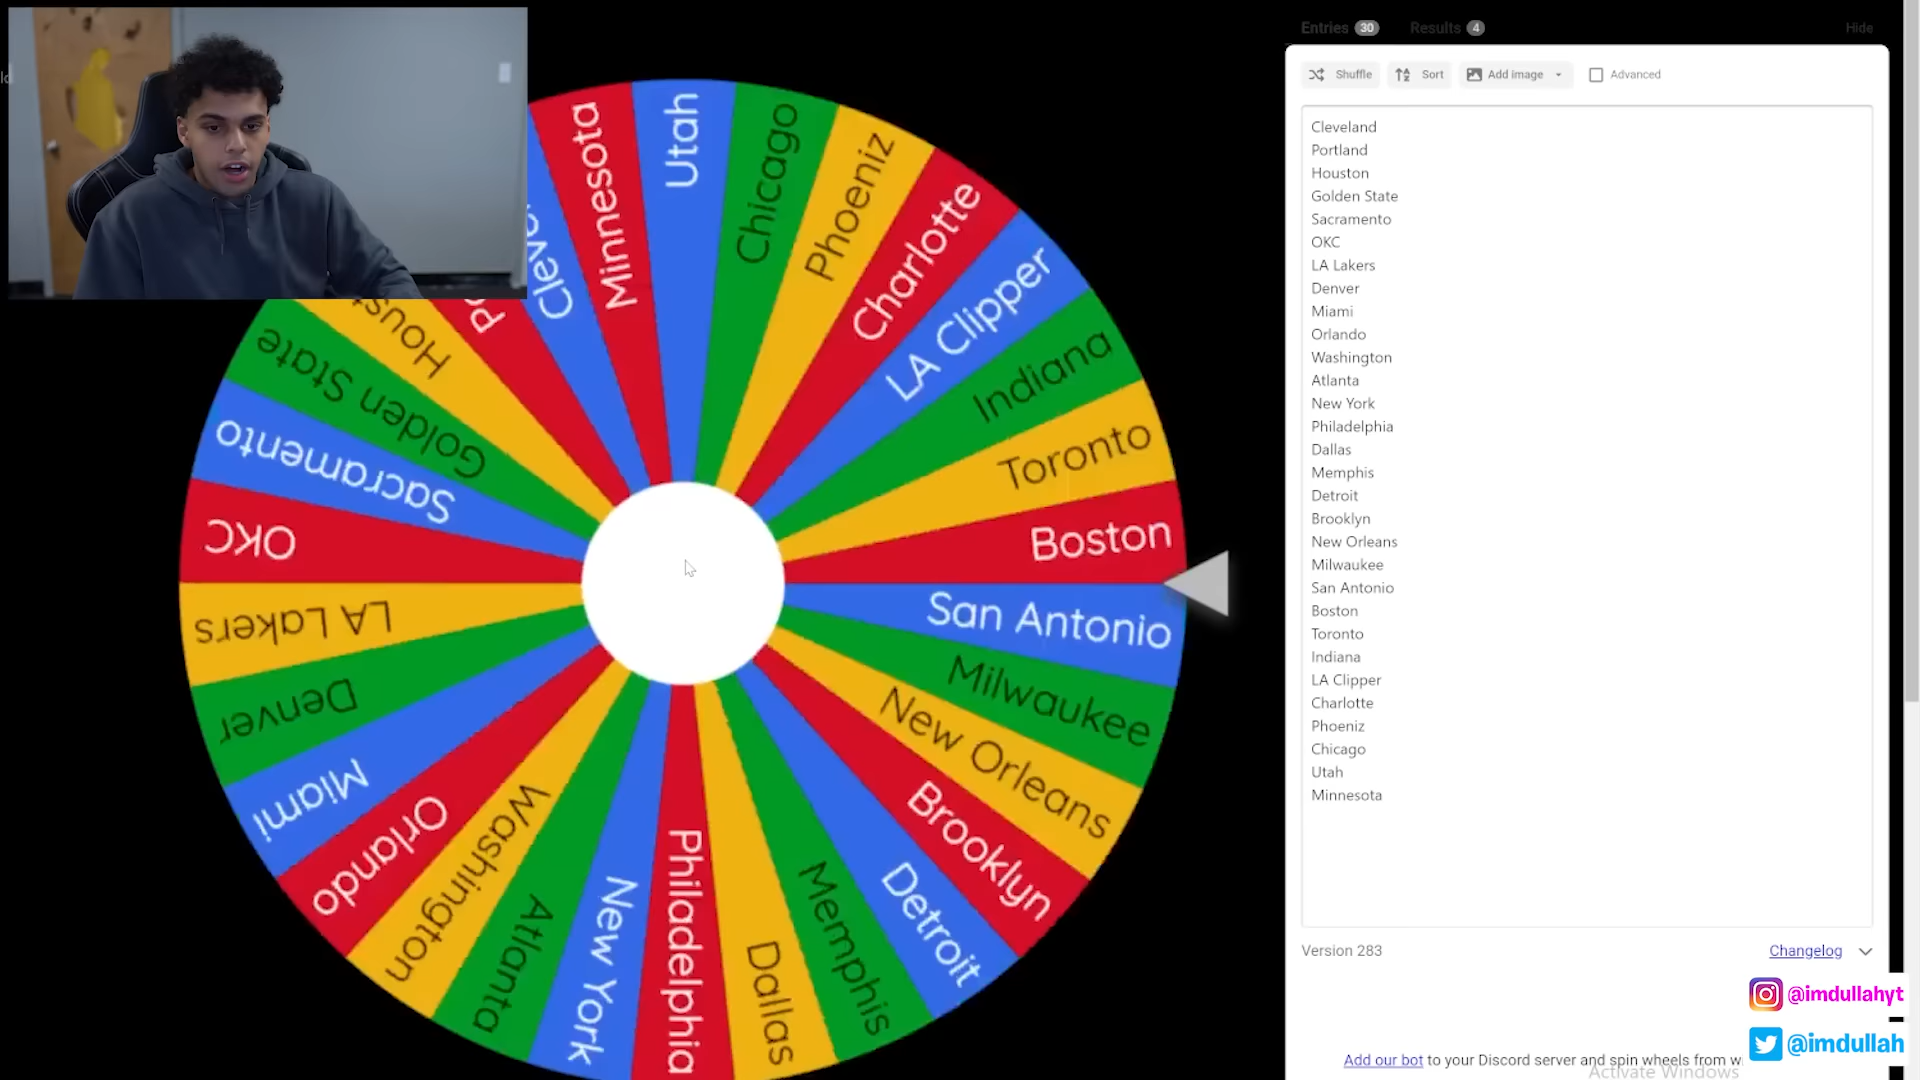 Entries 30
Results 4
Hide
Shuffle
Sort
Add image
Advanced
Cleveland
Portland
Houston
Golden State
Sacramento
OKC
LA Lakers
Denver
Miami
Orlando
Washington
Atlanta
New York
Philadelphia
Dallas
Memphis
Detroit
Brooklyn
New Orleans
Milwaukee
San Antonio
Boston
Toronto
Indiana
LA Clipper
Charlotte
Phoeniz
Chicago
Utah
Minnesota
Version 283
Changelog
@imdullahyt
@imdullah
Add our bot to your Discord server and spin wheels from
Activate Windows
Minnesota
Utah
Chicago
Phoeniz
Charlotte
LA Clipper
Indiana
Toronto
Boston
San Antonio
Milwaukee
New Orleans
Brooklyn
Detroit
Memphis
Dallas
Philadelphia
New York
Atlanta
Washington
Orlando
Miami
Denver
LA Lakers
OKC
Sacramento
Golden State
Houst
Po
Clev